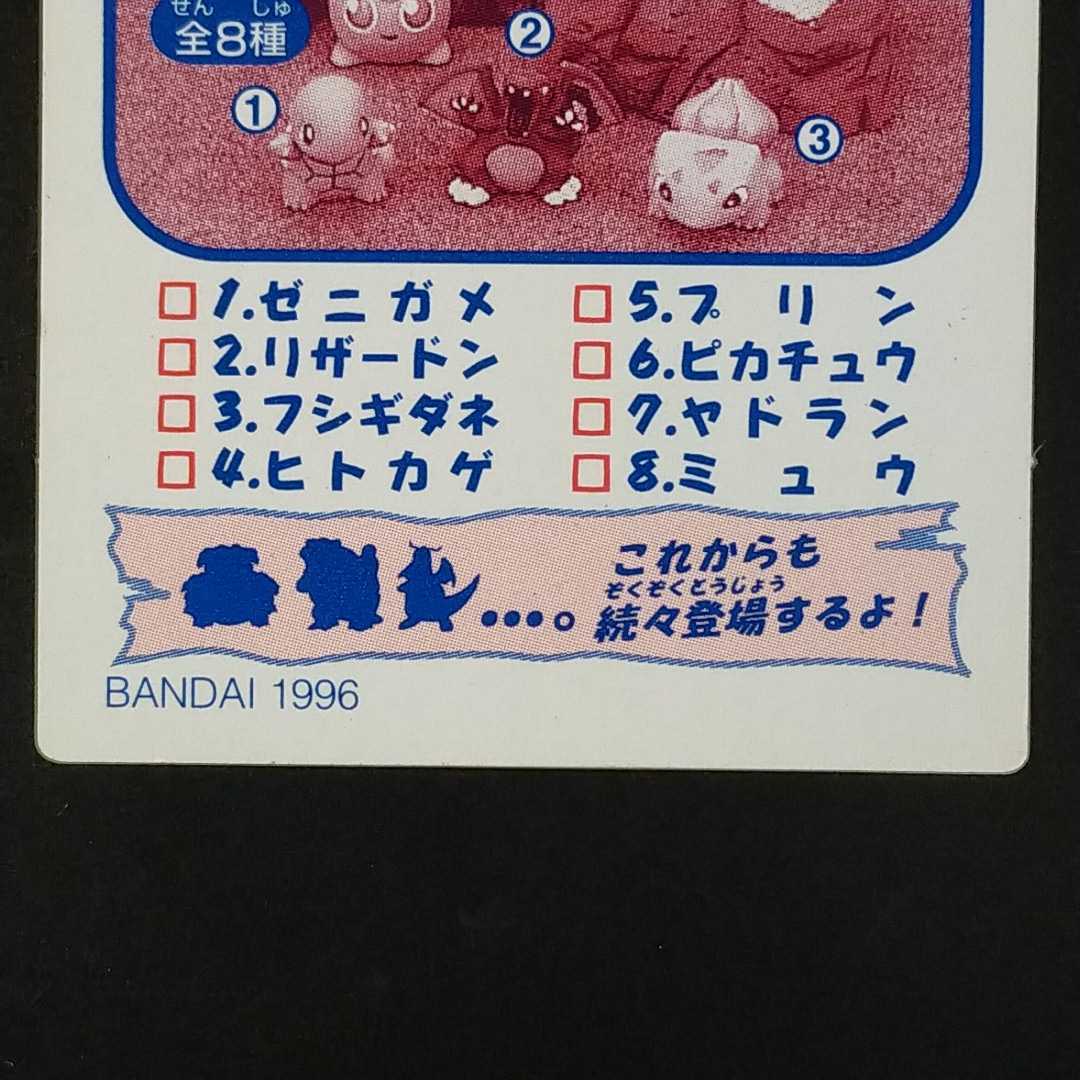 せん しゅ
全8種
②
①
③
□ 1.ゼニガメ
□ 2.リザードン
□ 3.フシギダネ
□ 4.ヒトカゲ
□ 5.プリン
□ 6.ピカチュウ
□ 7.ヤドラン
□ 8.ミュウ
....。これからも
ぞくぞくとうじょう
続々登場するよ!
BANDAI 1996